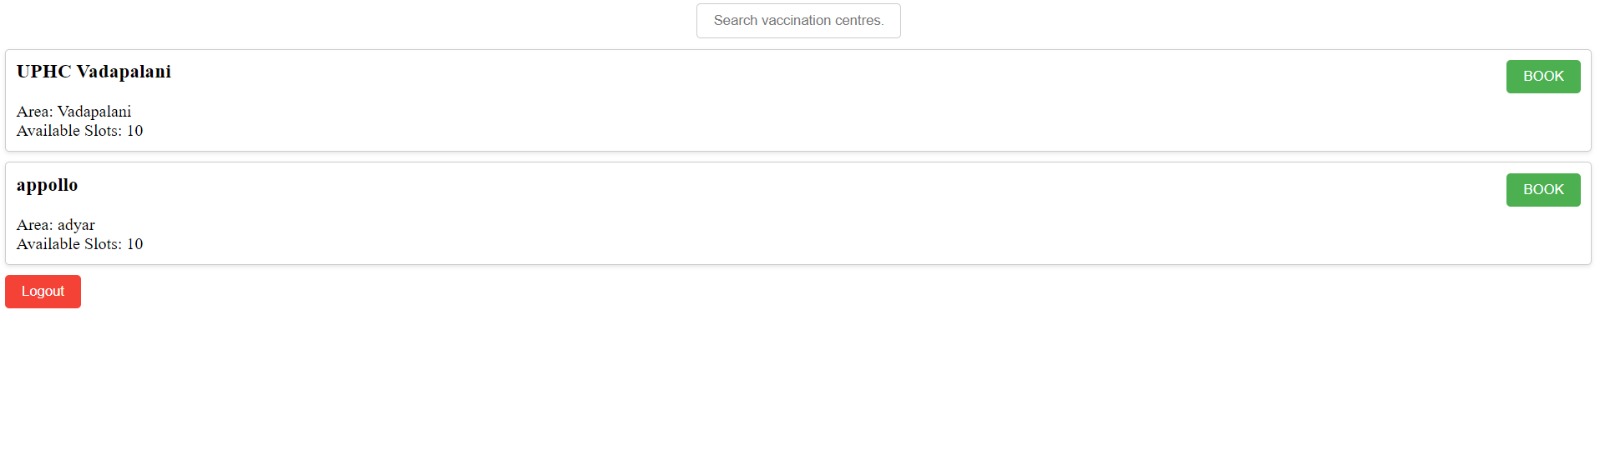 Search vaccination centres.
UPHC Vadapalani
BOOK
Area: Vadapalani
Available Slots: 10
appollo
BOOK
Area: adyar
Available Slots: 10
Logout